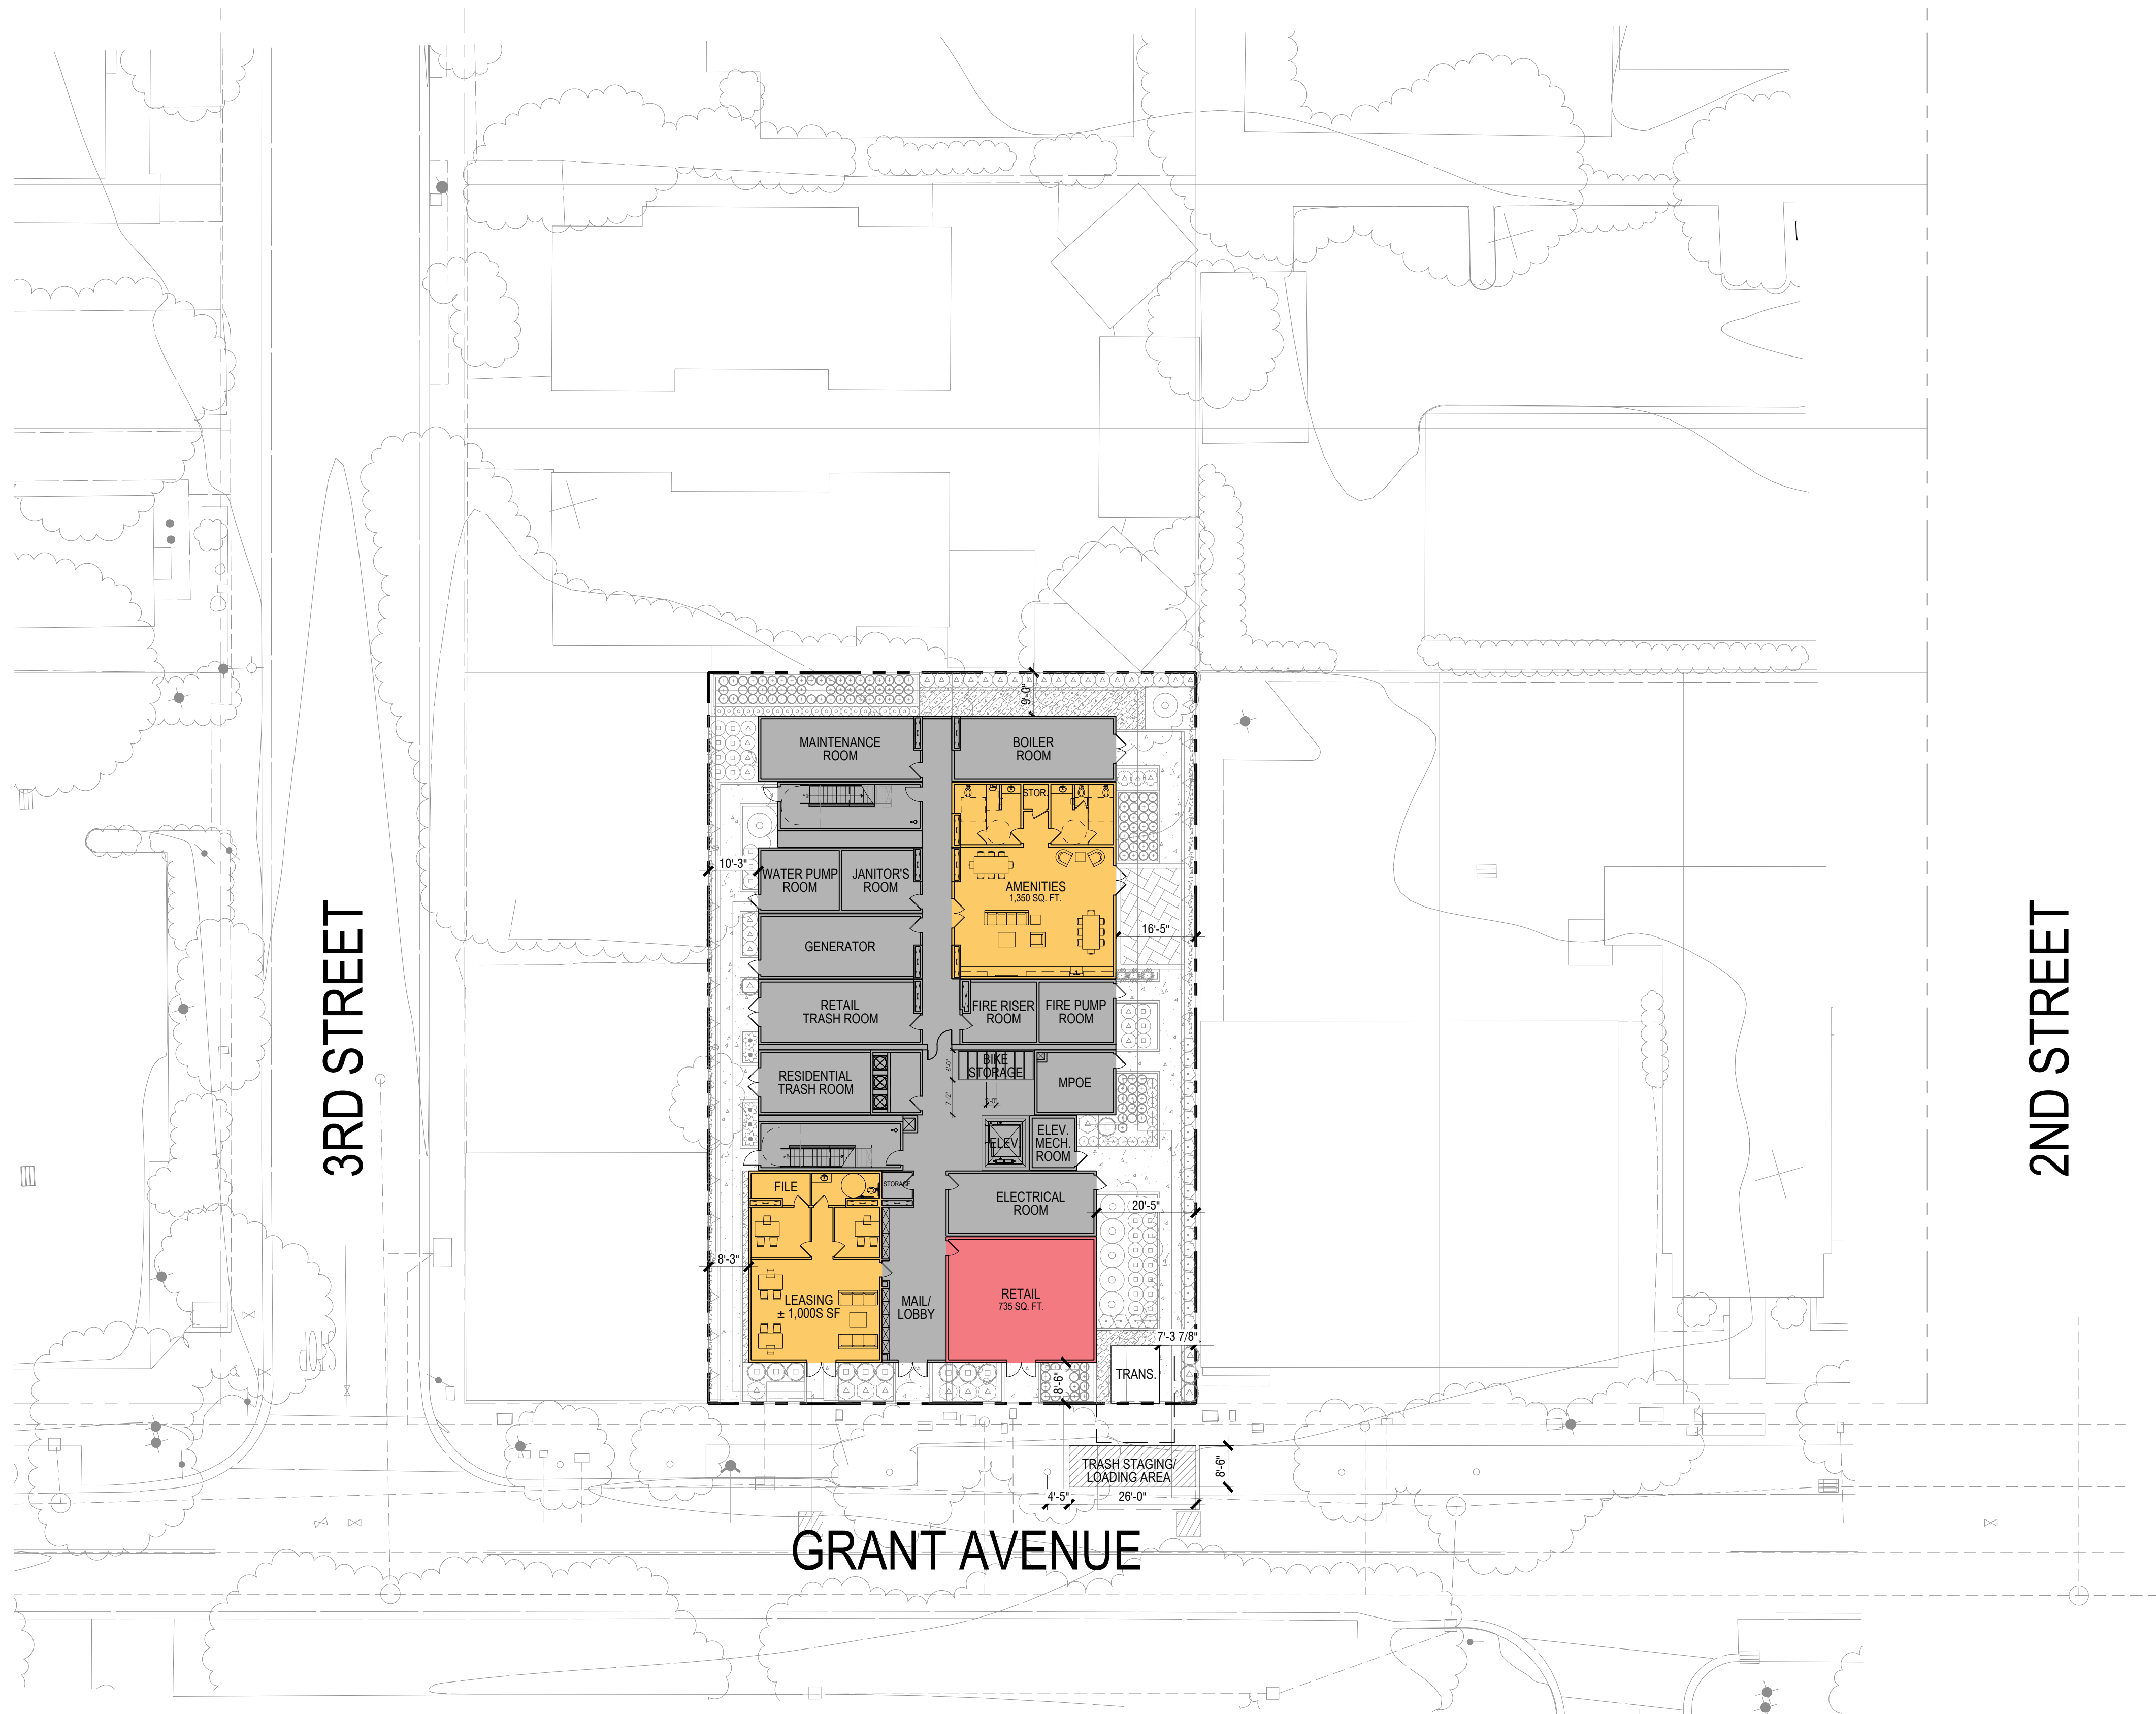 9'-0"
MAINTENANCE
ROOM
BOILER
ROOM
STOR.
10'-3"
WATER PUMP
ROOM
JANITOR'S
ROOM
AMENITIES
1,350 SQ. FT.
16'-5"
GENERATOR
RETAIL
TRASH ROOM
FIRE RISER
ROOM
FIRE PUMP
ROOM
3RD STREET
2ND STREET
BIKE
STORAGE
6'-0"
RESIDENTIAL
TRASH ROOM
MPOE
7'-2"
ELEV
ELEV.
MECH.
ROOM
FILE
STORAGE
ELECTRICAL
ROOM
20'-5"
8'-3"
LEASING
± 1,000S SF
MAIL/
LOBBY
RETAIL
735 SQ. FT.
7'-3 7/8"
TRANS.
8'-6"
TRASH STAGING/
LOADING AREA
8'-6"
4'-5"
26'-0"
GRANT AVENUE